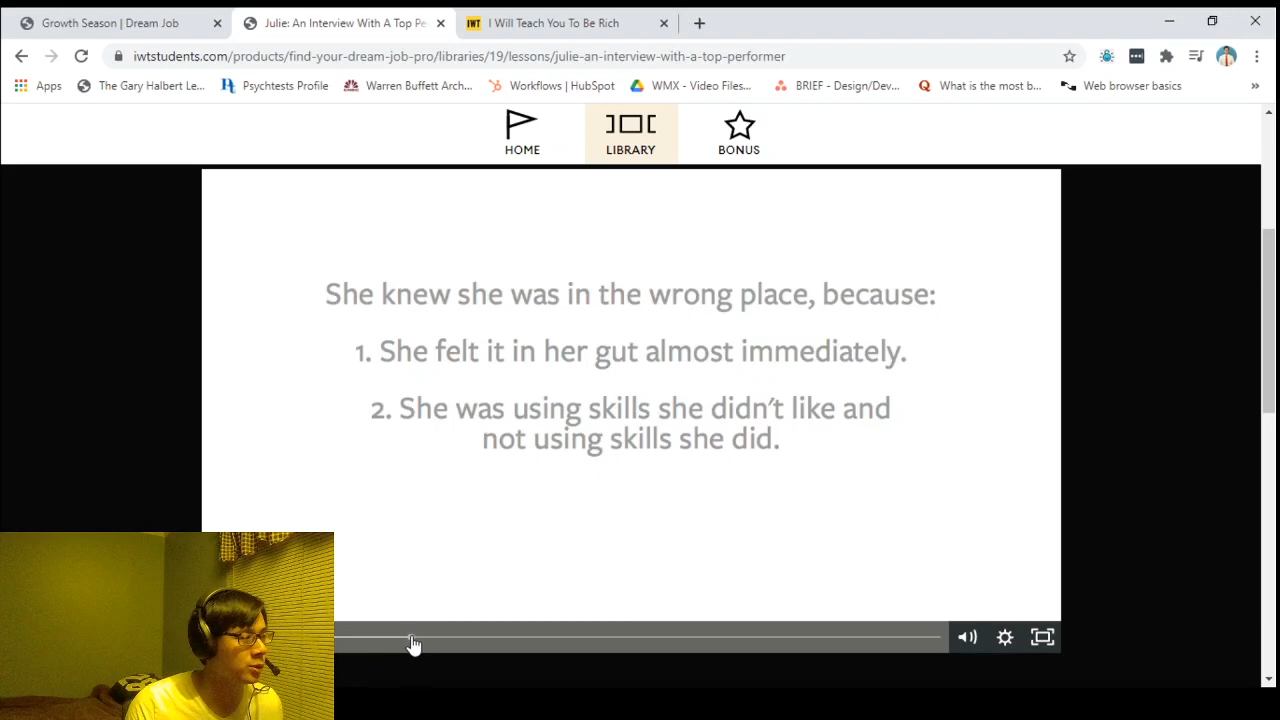 Growth Season | Dream Job
Julie: An Interview With A Top Pe
IWT
I Will Teach You To Be Rich
iwtstudents.com/products/find-your-dream-job-pro/libraries/19/lessons/julie-an-interview-with-a-top-performer
Apps
The Gary Halbert Le...
Psychtests Profile
Warren Buffett Arch...
Workflows | HubSpot
WMX - Video Files...
BRIEF - Design/Dev...
What is the most b...
Web browser basics
HOME
LIBRARY
BONUS
She knew she was in the wrong place, because:
1. She felt it in her gut almost immediately.
2. She was using skills she didn't like and
not using skills she did.